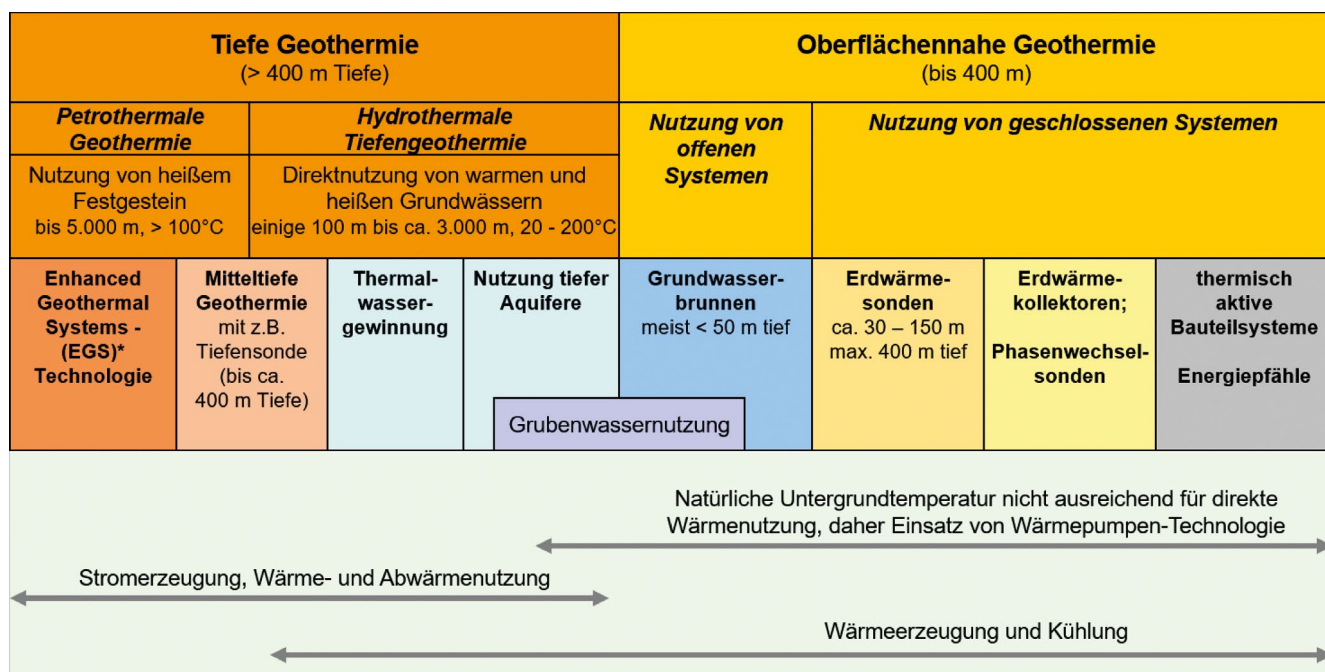 Tiefe Geothermie
(> 400 m Tiefe)
Oberflächennahe Geothermie
(bis 400 m)
Petrothermale
Geothermie
Hydrothermale
Tiefengeothermie
Nutzung von
offenen
Systemen
Nutzung von geschlossenen Systemen
Nutzung von heißem
Festgestein
bis 5.000 m, > 100°C
Direktnutzung von warmen und
heißen Grundwässern
einige 100 m bis ca. 3.000 m, 20 - 200°C
Enhanced
Geothermal
Systems -
(EGS)*
Technologie
Mitteltiefe
Geothermie
mit z.B.
Tiefensonde
(bis ca.
400 m Tiefe)
Thermal-
wasser-
gewinnung
Nutzung tiefer
Aquifere
Grundwasser-
brunnen
meist < 50 m tief
Erdwärme-
sonden
ca. 30 – 150 m
max. 400 m tief
Erdwärme-
kollektoren;
Phasenwechsel-
sonden
thermisch
aktive
Bauteilsysteme
Energiepfähle
Grubenwassernutzung
Natürliche Untergrundtemperatur nicht ausreichend für direkte
Wärmenutzung, daher Einsatz von Wärmepumpen-Technologie
Stromerzeugung, Wärme- und Abwärmenutzung
Wärmeerzeugung und Kühlung